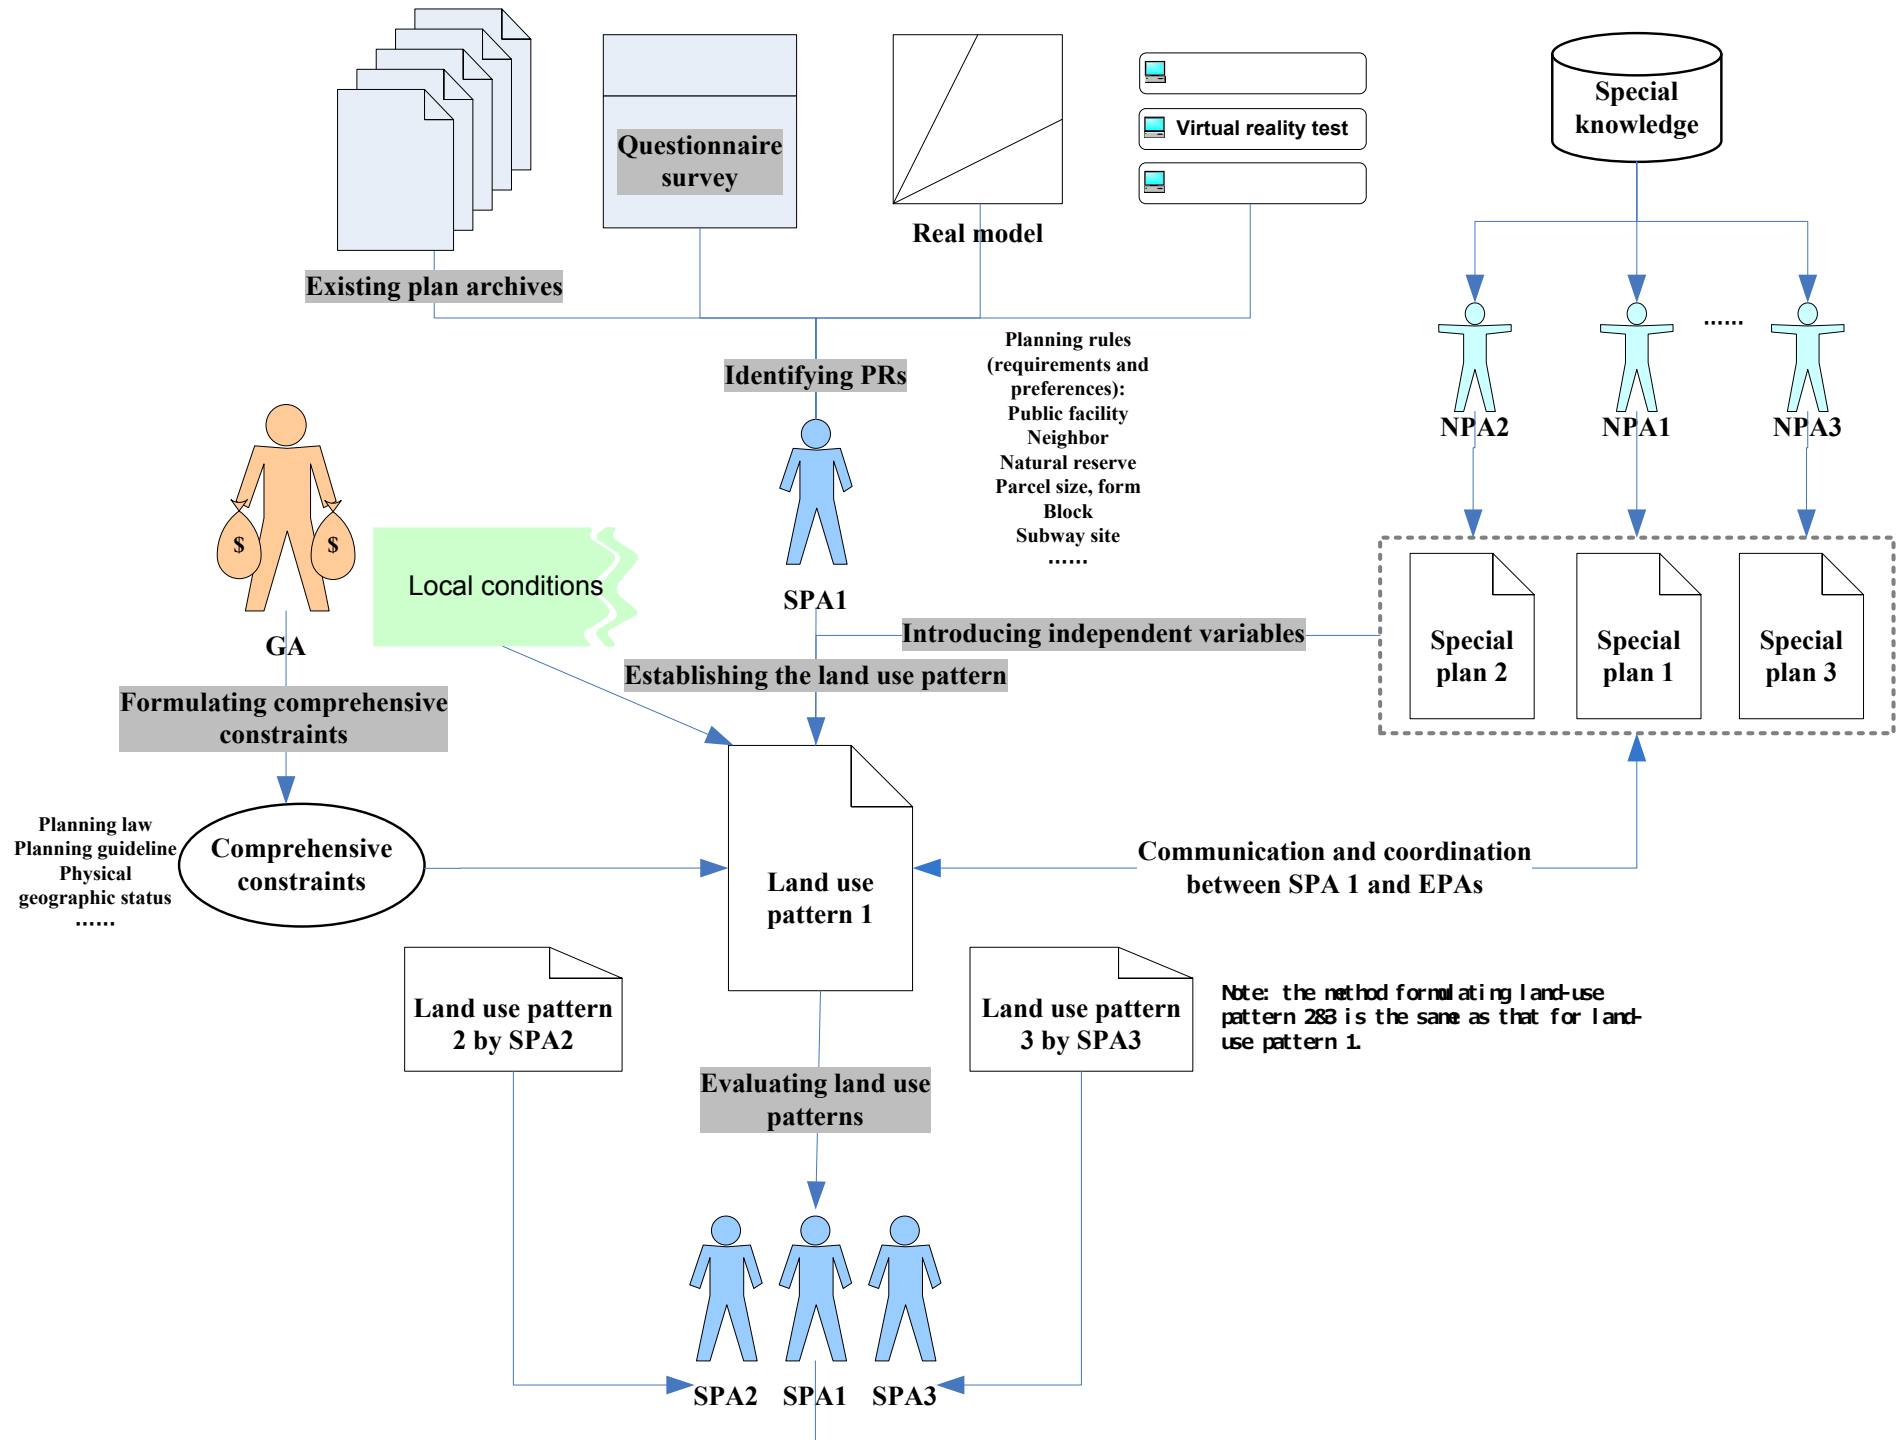 Special
knowledge
Questionnaire
survey
Virtual reality test
Real model
Existing plan archives
Identifying PRs
Planning rules
(requirements and
preferences):
Public facility
Neighbor
Natural reserve
Parcel size, form
Block
Subway site
......
......
NPA2
NPA1
NPA3
$
$
GA
Local conditions
SPA1
Introducing independent variables
Establishing the land use pattern
Special
plan 2
Special
plan 1
Special
plan 3
Formulating comprehensive
constraints
Planning law
Planning guideline
Physical
geographic status
......
Comprehensive
constraints
Land use
pattern 1
Communication and coordination
between SPA 1 and EPAs
Land use pattern
2 by SPA2
Land use pattern
3 by SPA3
Note: the method formulating land-use
pattern 2&3 is the same as that for land-
use pattern 1.
Evaluating land use
patterns
SPA2
SPA1
SPA3